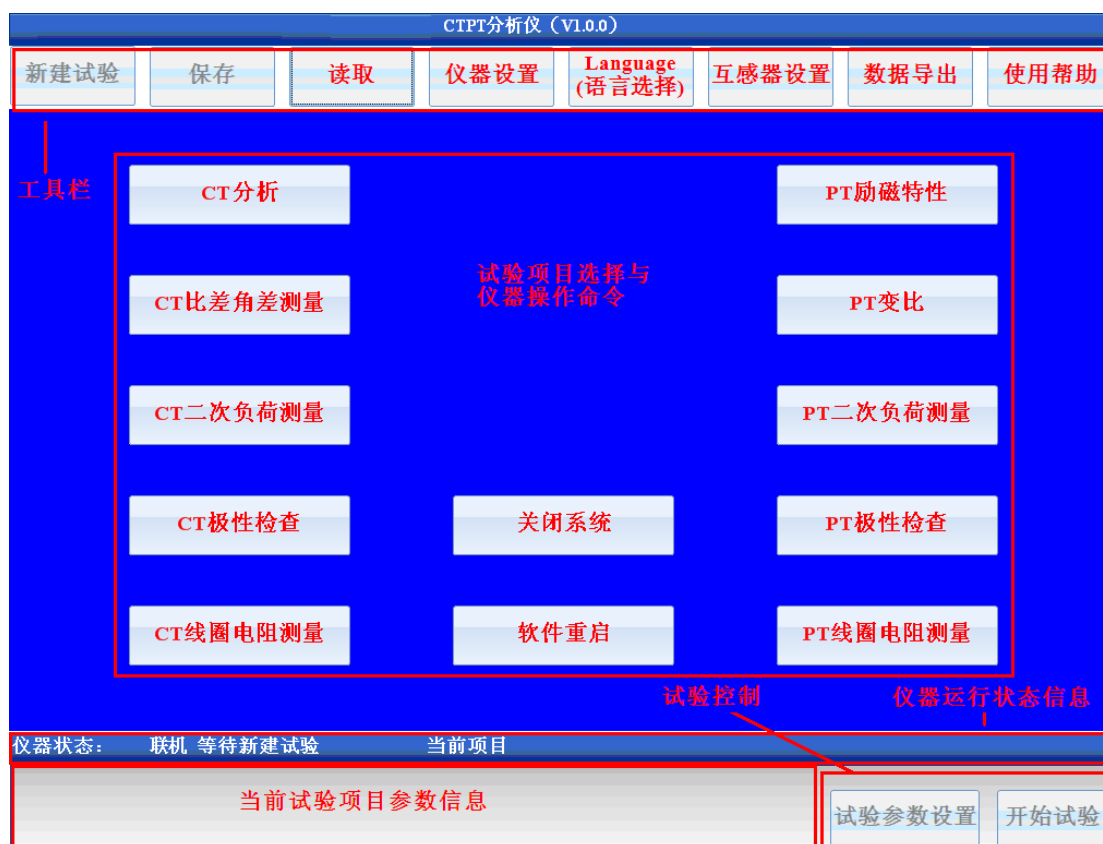 CTPT分析仪（V1.0.0）
新建试验
保存
读取
仪器设置
Language
(语言选择)
互感器设置
数据导出
使用帮助
工具栏
CT分析
PT励磁特性
试验项目选择与
仪器操作命令
CT比差角差测量
PT变比
CT二次负荷测量
PT二次负荷测量
CT极性检查
关闭系统
PT极性检查
CT线圈电阻测量
软件重启
PT线圈电阻测量
试验控制
仪器运行状态信息
仪器状态： 联机 等待新建试验 当前项目
当前试验项目参数信息
试验参数设置
开始试验